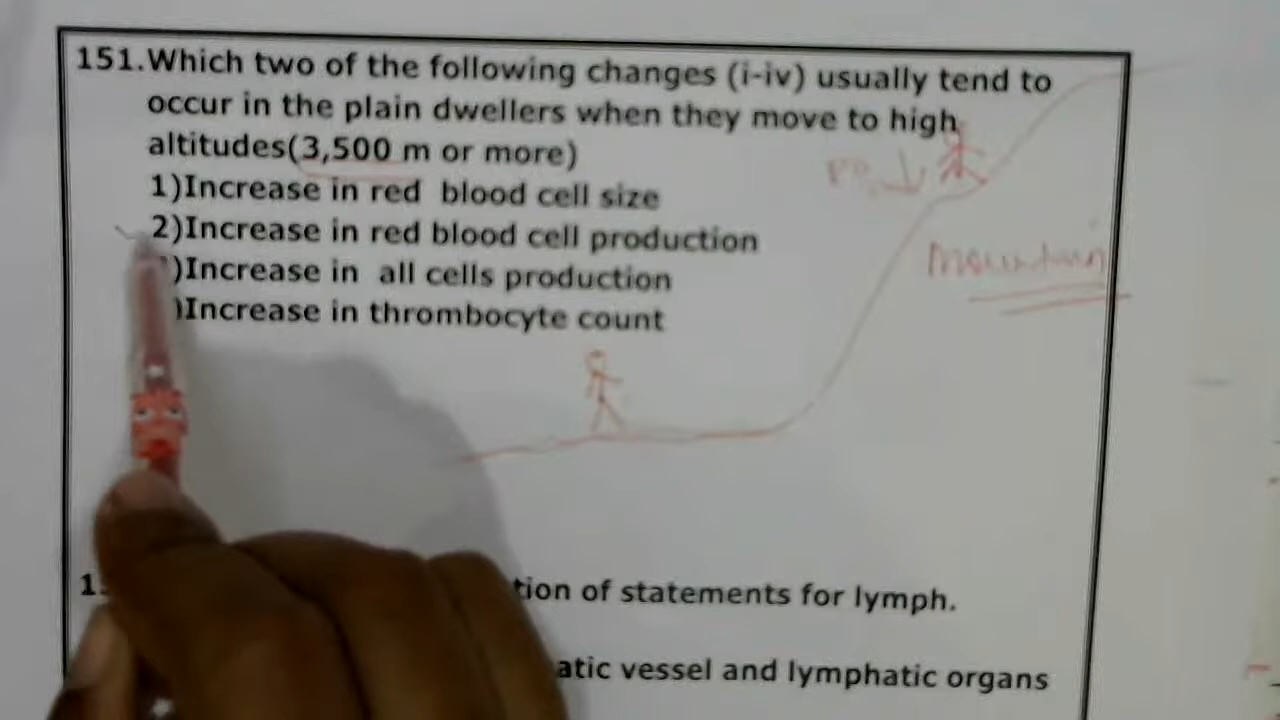 151.Which two of the following changes (i-iv) usually tend to
occur in the plain dwellers when they move to high
altitudes(3,500 m or more)
1)Increase in red blood cell size
2)Increase in red blood cell production
)Increase in all cells production
)Increase in thrombocyte count
mountain
tion of statements for lymph.
atic vessel and lymphatic organs